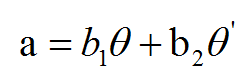 a = b₁θ + b₂θ'